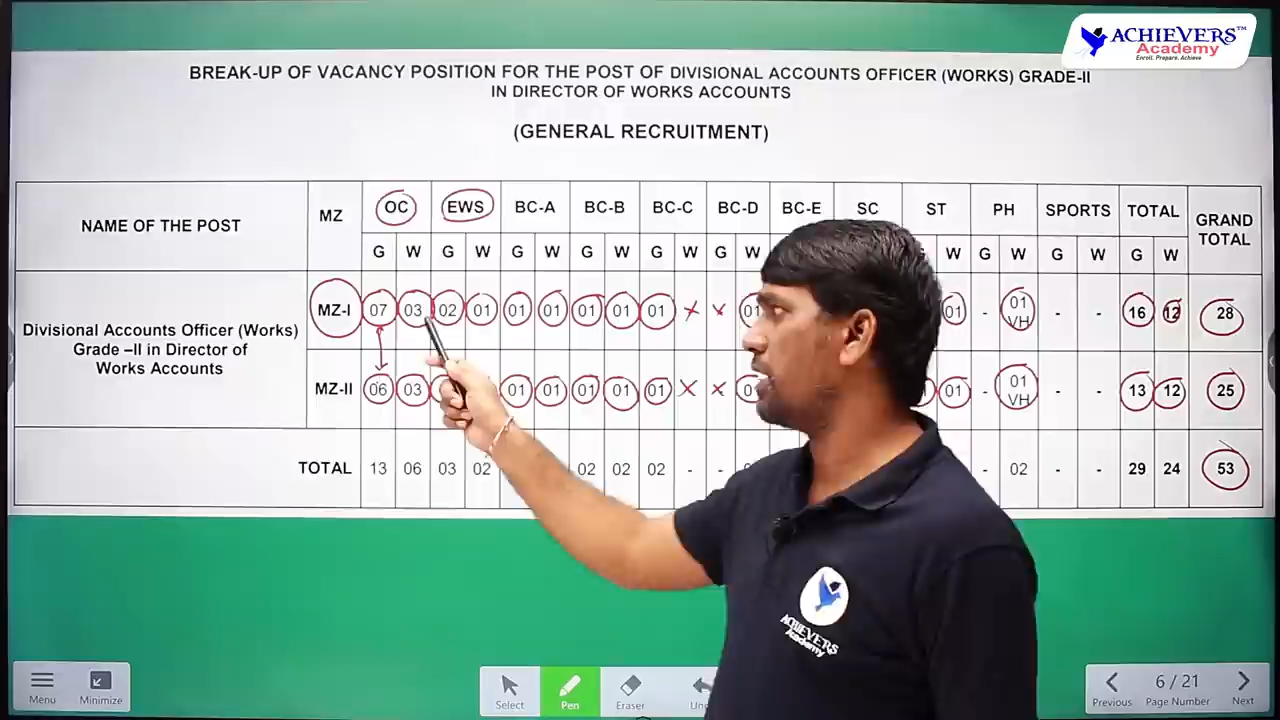 ACHIEVERS™
Academy
Enroll. Prepare. Achieve
BREAK-UP OF VACANCY POSITION FOR THE POST OF DIVISIONAL ACCOUNTS OFFICER (WORKS) GRADE-II
IN DIRECTOR OF WORKS ACCOUNTS
(GENERAL RECRUITMENT)
NAME OF THE POST MZ OC EWS BC-A BC-B BC-C BC-D BC-E SC ST PH SPORTS TOTAL GRAND TOTAL
G W G W G W G W G W G W W G W G W G W
Divisional Accounts Officer (Works)
Grade –II in Director of
Works Accounts
MZ-I 07 03 02 01 01 01 01 01 01 01 01 - 01 VH - - 16 12 28
MZ-II 06 03 01 01 01 01 01 01 01 - 01 VH - - 13 12 25
TOTAL 13 06 03 02 02 02 02 - - - 02 - - 29 24 53
ACHIEVERS
Academy
Menu
Minimize
Select
Pen
Eraser
6 / 21
Previous
Page Number
Next